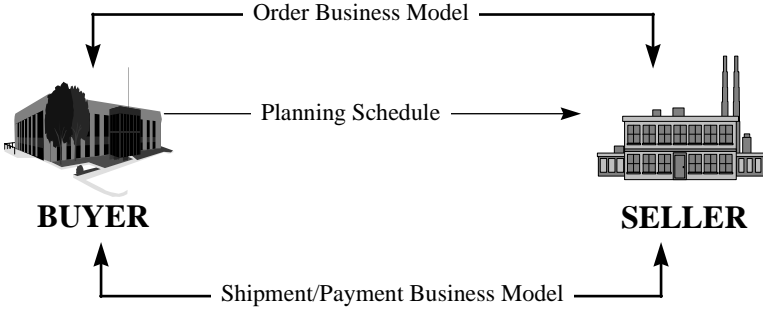 Order Business Model
Planning Schedule
BUYER
SELLER
Shipment/Payment Business Model